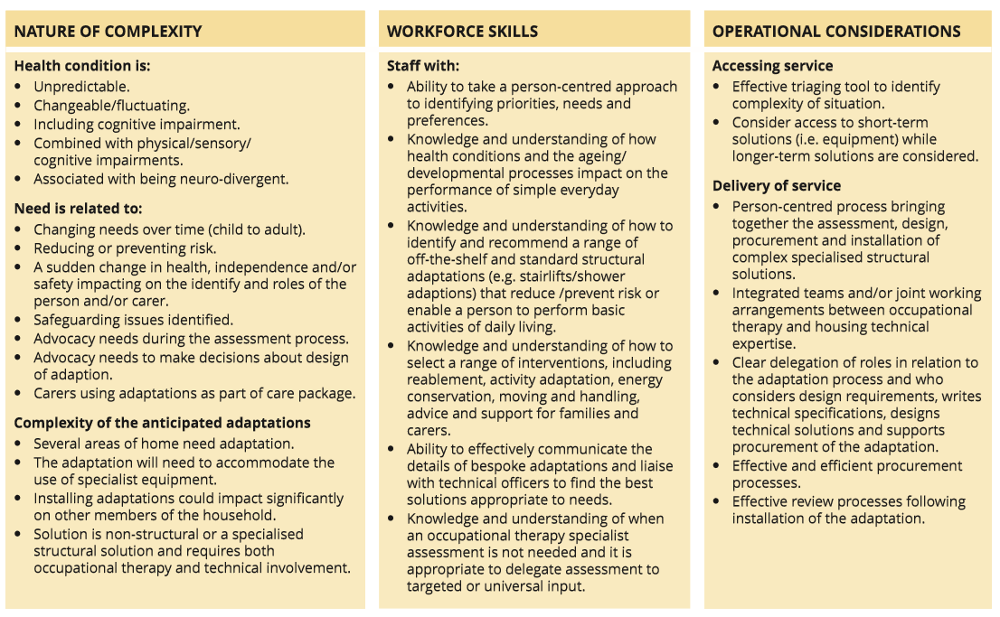 NATURE OF COMPLEXITY
Health condition is:
• Unpredictable.
• Changeable/fluctuating.
• Including cognitive impairment.
• Combined with physical/sensory/
cognitive impairments.
• Associated with being neuro-divergent.
Need is related to:
• Changing needs over time (child to adult).
• Reducing or preventing risk.
• A sudden change in health, independence and/or
safety impacting on the identify and roles of the
person and/or carer.
• Safeguarding issues identified.
• Advocacy needs during the assessment process.
• Advocacy needs to make decisions about design
of adaption.
• Carers using adaptations as part of care package.
Complexity of the anticipated adaptations
• Several areas of home need adaptation.
• The adaptation will need to accommodate the
use of specialist equipment.
• Installing adaptations could impact significantly
on other members of the household.
• Solution is non-structural or a specialised
structural solution and requires both
occupational therapy and technical involvement.
WORKFORCE SKILLS
Staff with:
• Ability to take a person-centred approach
to identifying priorities, needs and
preferences.
• Knowledge and understanding of how
health conditions and the ageing/
developmental processes impact on the
performance of simple everyday
activities.
• Knowledge and understanding of how to
identify and recommend a range of
off-the-shelf and standard structural
adaptations (e.g. stairlifts/shower
adaptions) that reduce /prevent risk or
enable a person to perform basic
activities of daily living.
• Knowledge and understanding of how to
select a range of interventions, including
reablement, activity adaptation, energy
conservation, moving and handling,
advice and support for families and
carers.
• Ability to effectively communicate the
details of bespoke adaptations and liaise
with technical officers to find the best
solutions appropriate to needs.
• Knowledge and understanding of when
an occupational therapy specialist
assessment is not needed and it is
appropriate to delegate assessment to
targeted or universal input.
OPERATIONAL CONSIDERATIONS
Accessing service
• Effective triaging tool to identify
complexity of situation.
• Consider access to short-term
solutions (i.e. equipment) while
longer-term solutions are considered.
Delivery of service
• Person-centred process bringing
together the assessment, design,
procurement and installation of
complex specialised structural
solutions.
• Integrated teams and/or joint working
arrangements between occupational
therapy and housing technical
expertise.
• Clear delegation of roles in relation to
the adaptation process and who
considers design requirements, writes
technical specifications, designs
technical solutions and supports
procurement of the adaptation.
• Effective and efficient procurement
processes.
• Effective review processes following
installation of the adaptation.